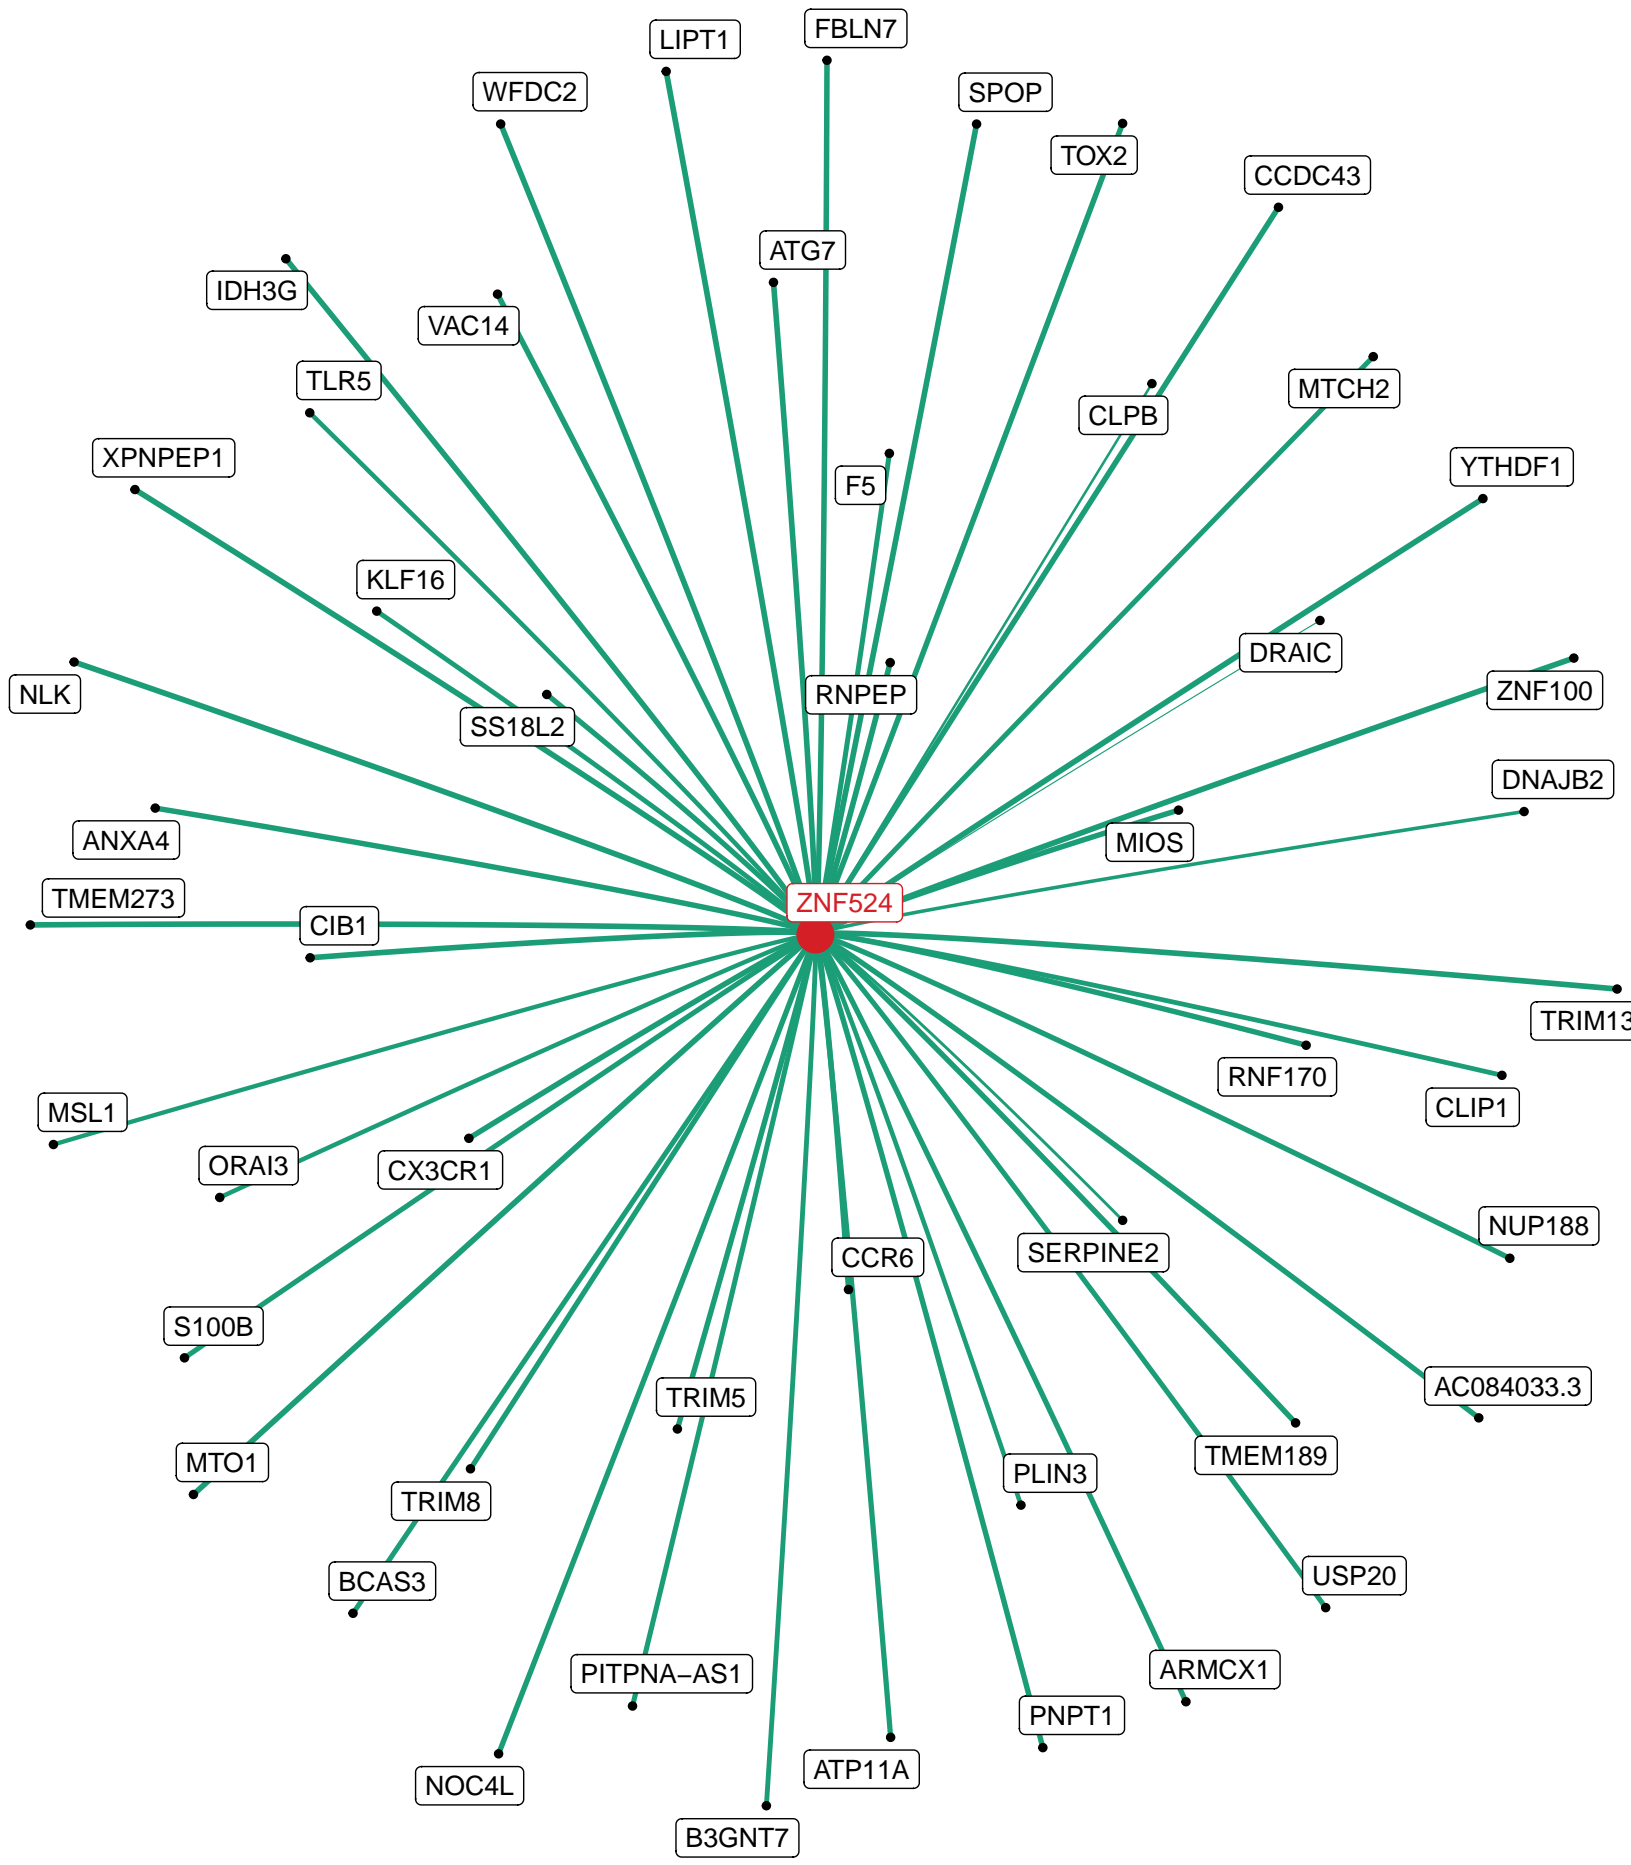 FBLN7
LIPT1
WFDC2
SPOP
TOX2
CCDC43
ATG7
IDH3G
VAC14
TLR5
MTCH2
CLPB
XPNPEP1
YTHDF1
F5
KLF16
DRAIC
NLK
RNPEP
ZNF100
SS18L2
DNAJB2
ANXA4
MIOS
TMEM273
ZNF524
CIB1
TRIM13
RNF170
CLIP1
MSL1
ORAI3
CX3CR1
NUP188
SERPINE2
CCR6
S100B
AC084033.3
TRIM5
TMEM189
MTO1
PLIN3
TRIM8
USP20
BCAS3
ARMCX1
PITPNA−AS1
PNPT1
ATP11A
NOC4L
B3GNT7